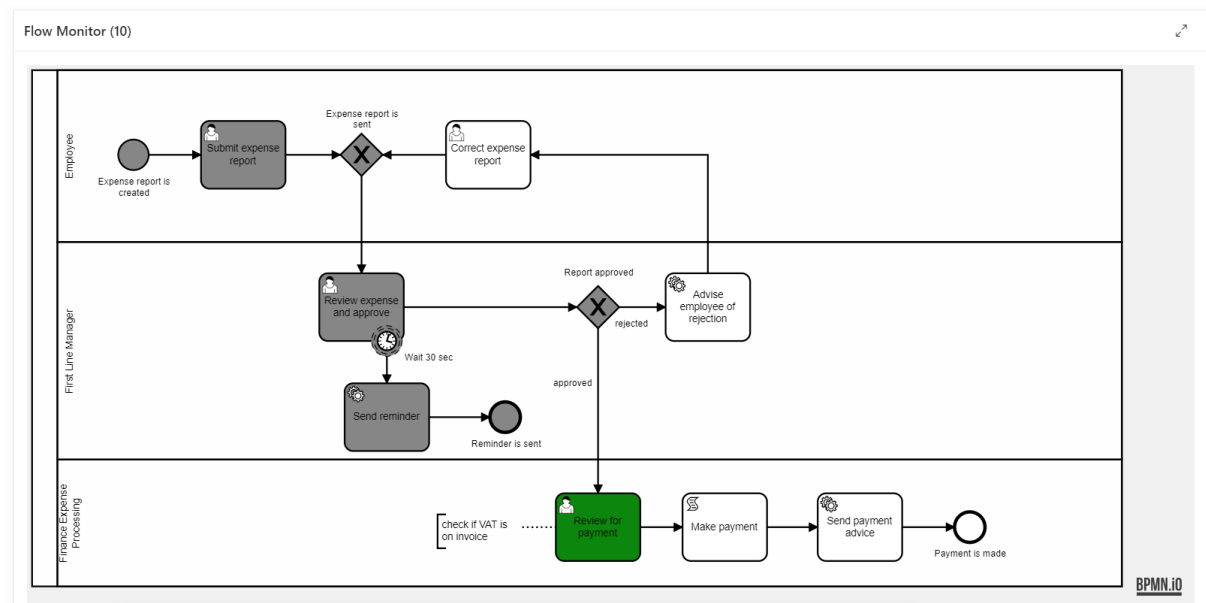 Flow Monitor (10)
Employee
Expense report is
created
Submit expense
report
Expense report is
sent
Correct expense
report
First Line Manager
Review expense
and approve
Wait 30 sec
Send reminder
Reminder is sent
Report approved
rejected
approved
Advise
employee of
rejection
Finance Expense
Processing
check if VAT is
on invoice
Review for
payment
Make payment
Send payment
advice
Payment is made
BPMN.iO